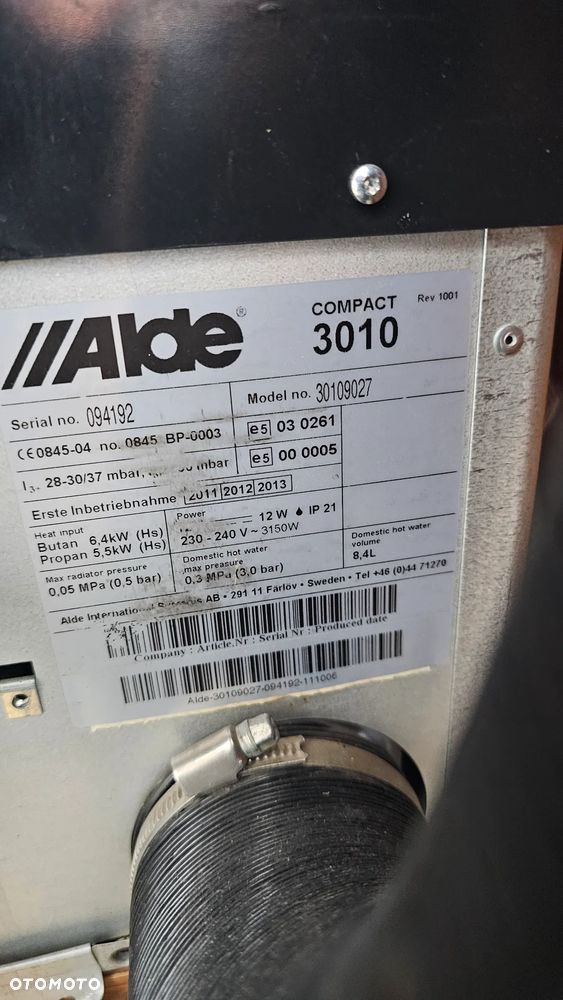 //Alde®
COMPACT
3010
Rev 1001
Serial no. 094192
Model no. 30109027
CE0845-04 no. 0845 BP-0003
e5 03 0261
I3. 28-30/37 mbar, mbar
e5 00 0005
Erste Inbetriebnahme 2011 2012 2013
Heat input
Butan 6,4kW (Hs)
Propan 5,5kW (Hs)
Power
12 W IP 21
230 - 240 V ~ 3150W
Max radiator pressure
0,05 MPa (0,5 bar)
Domestic hot water
max pressure
0,3 MPa (3,0 bar)
Domestic hot water
volume
8,4L
Alde International AB • 291 11 Färlöv • Sweden • Tel +46 (0)44 71270
Company : Article.Nr : Serial Nr : Produced date
Alde-30109027-094192-111006
OTOMOTO